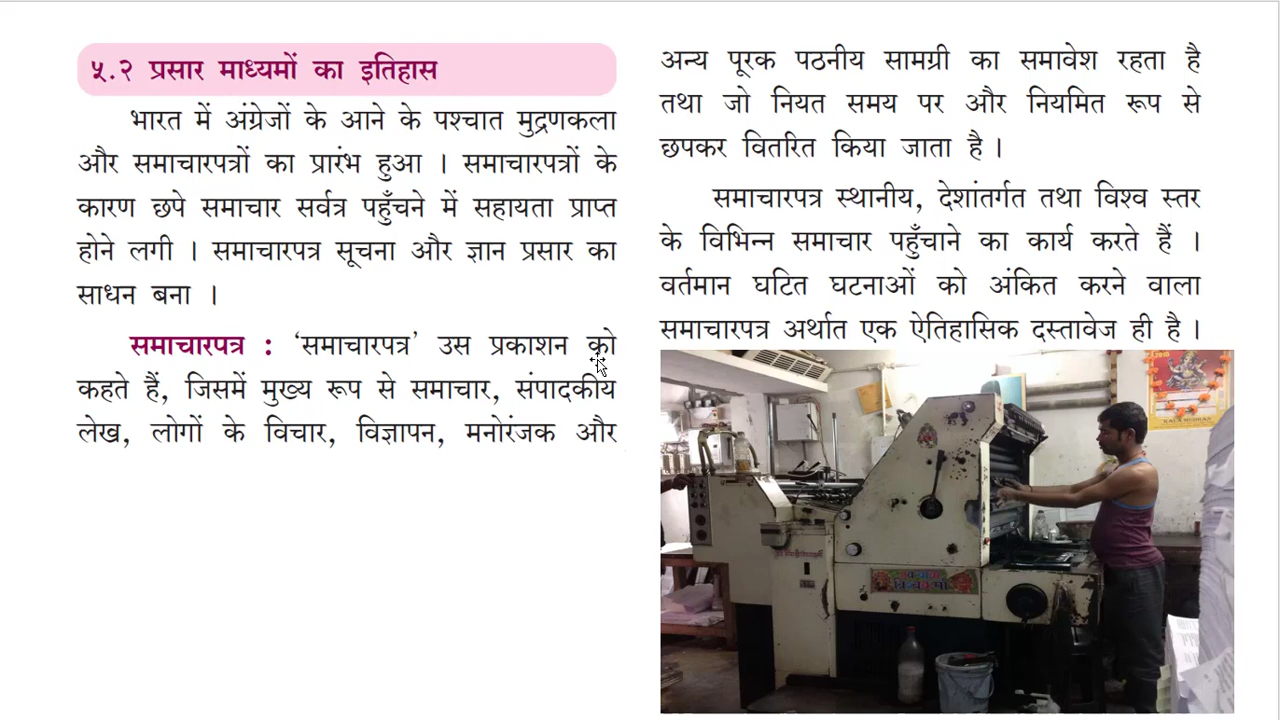 ५.२ प्रसार माध्यमों का इतिहास
भारत में अंग्रेजों के आने के पश्चात मुद्रणकला
और समाचारपत्रों का प्रारंभ हुआ । समाचारपत्रों के
कारण छपे समाचार सर्वत्र पहुँचने में सहायता प्राप्त
होने लगी । समाचारपत्र सूचना और ज्ञान प्रसार का
साधन बना ।
समाचारपत्र : ‘समाचारपत्र’ उस प्रकाशन को
कहते हैं, जिसमें मुख्य रूप से समाचार, संपादकीय
लेख, लोगों के विचार, विज्ञापन, मनोरंजक और
अन्य पूरक पठनीय सामग्री का समावेश रहता है
तथा जो नियत समय पर और नियमित रूप से
छपकर वितरित किया जाता है ।
समाचारपत्र स्थानीय, देशांतर्गत तथा विश्व स्तर
के विभिन्न समाचार पहुँचाने का कार्य करते हैं ।
वर्तमान घटित घटनाओं को अंकित करने वाला
समाचारपत्र अर्थात एक ऐतिहासिक दस्तावेज ही है ।